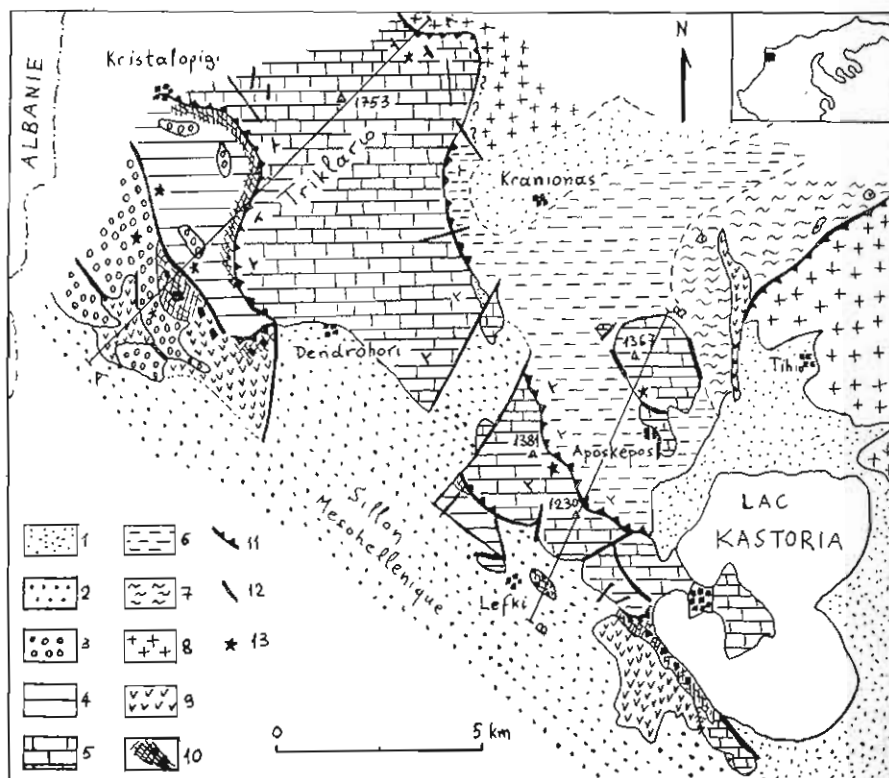 ALBANIE
Kristalopigi
1753
Triklario
N
Kranionas
Dendrohori
1367
Tihio
Aposkepos
1381
1230
Sillon
Mesohellenique
Lefki
LAC
KASTORIA
A
B
B
1
2
3
4
5
6
7
8
9
10
11
12
13
0
5 km